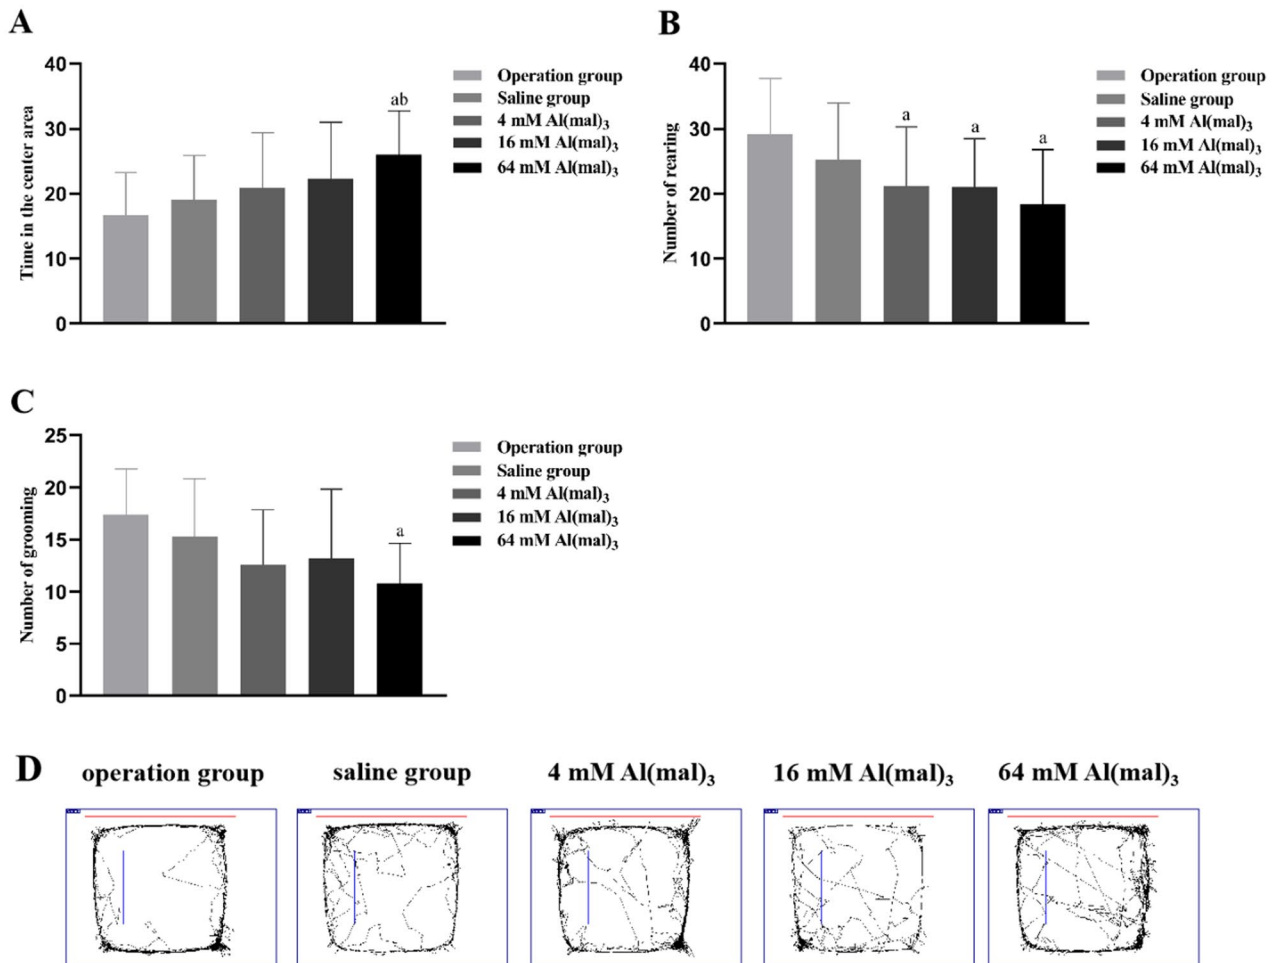 A
40
30
20
10
0
Time in the center area
ab
Operation group
Saline group
4 mM Al(mal)₃
16 mM Al(mal)₃
64 mM Al(mal)₃
B
40
30
20
10
0
Number of rearing
a
a
a
Operation group
Saline group
4 mM Al(mal)₃
16 mM Al(mal)₃
64 mM Al(mal)₃
C
25
20
15
10
5
0
Number of grooming
a
Operation group
Saline group
4 mM Al(mal)₃
16 mM Al(mal)₃
64 mM Al(mal)₃
D
operation group
saline group
4 mM Al(mal)₃
16 mM Al(mal)₃
64 mM Al(mal)₃